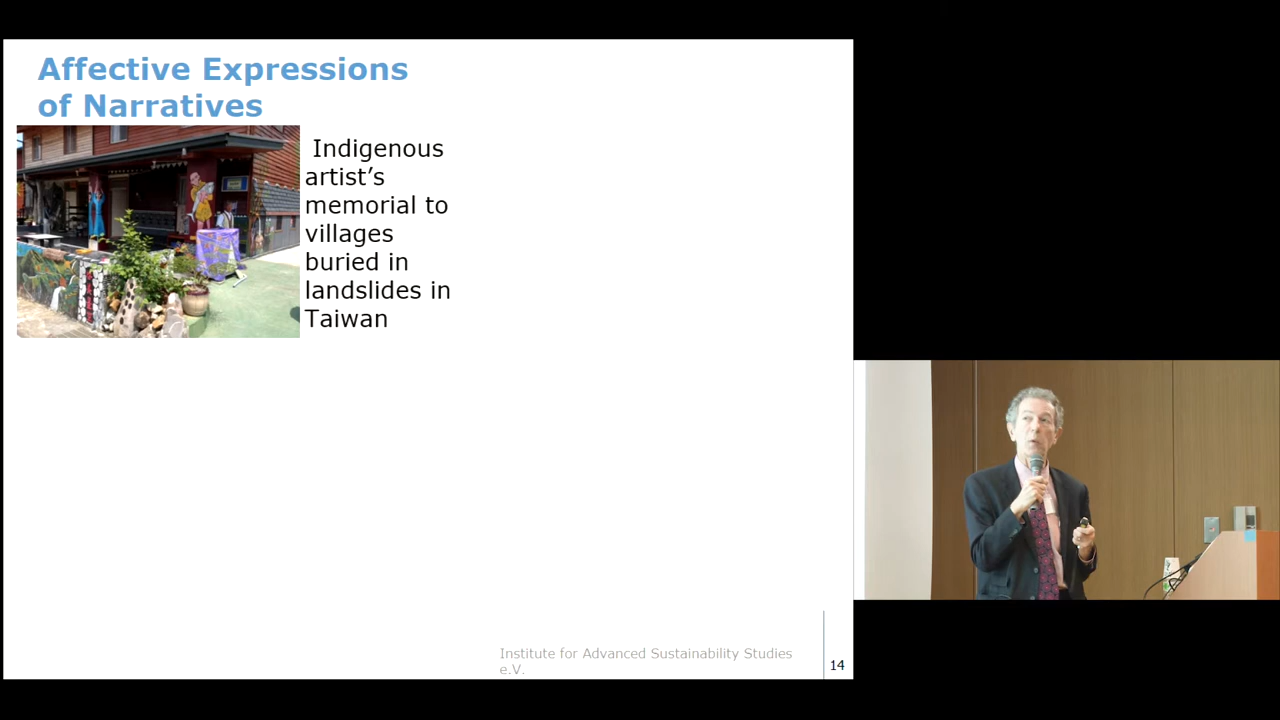 Affective Expressions
of Narratives
Indigenous
artist’s
memorial to
villages
buried in
landslides in
Taiwan
Institute for Advanced Sustainability Studies
e.V.
14